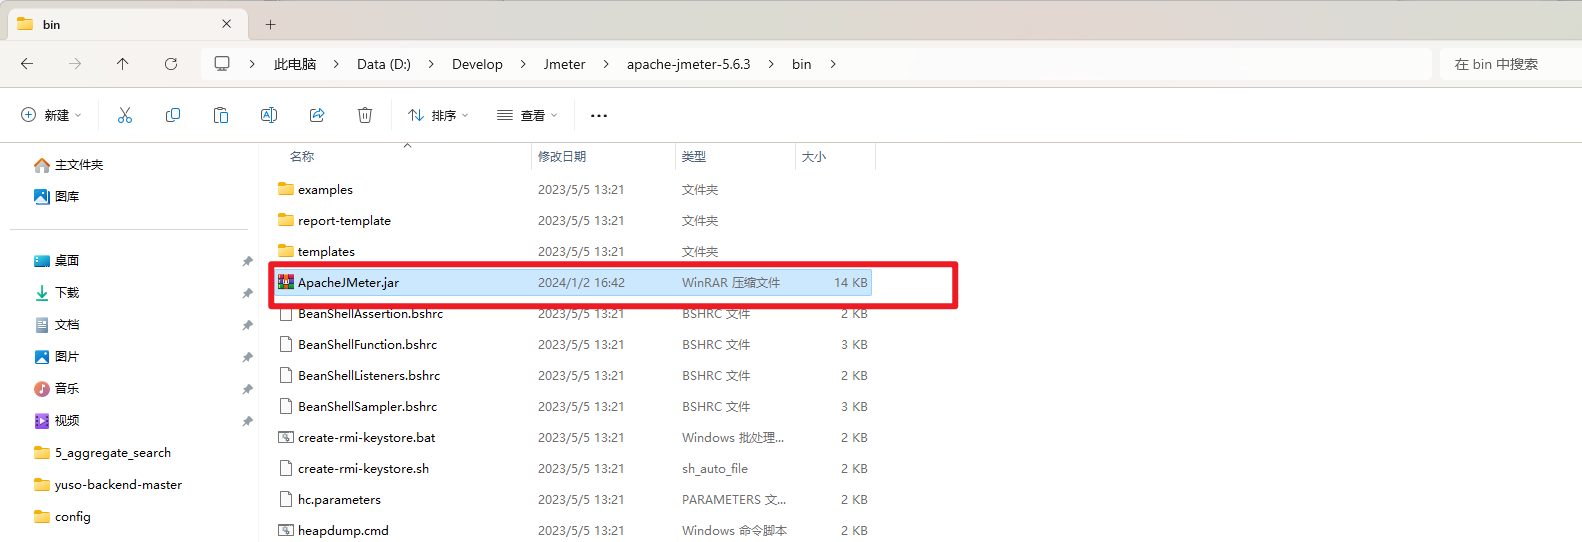 bin
此电脑 Data (D:) Develop Jmeter apache-jmeter-5.6.3 bin 在 bin 中搜索
新建 排序 查看
名称 修改日期 类型 大小
主文件夹
图库
桌面
下载
文档
图片
音乐
视频
5_aggregate_search
yuso-backend-master
config
examples 2023/5/5 13:21 文件夹
report-template 2023/5/5 13:21 文件夹
templates 2023/5/5 13:21 文件夹
ApacheJMeter.jar 2024/1/2 16:42 WinRAR 压缩文件 14 KB
BeanShellAssertion.bshrc 2023/5/5 13:21 BSHRC 文件 2 KB
BeanShellFunction.bshrc 2023/5/5 13:21 BSHRC 文件 3 KB
BeanShellListeners.bshrc 2023/5/5 13:21 BSHRC 文件 2 KB
BeanShellSampler.bshrc 2023/5/5 13:21 BSHRC 文件 3 KB
create-rmi-keystore.bat 2023/5/5 13:21 Windows 批处理... 2 KB
create-rmi-keystore.sh 2023/5/5 13:21 sh_auto_file 2 KB
hc.parameters 2023/5/5 13:21 PARAMETERS 文... 2 KB
heapdump.cmd 2023/5/5 13:21 Windows 命令脚本 2 KB